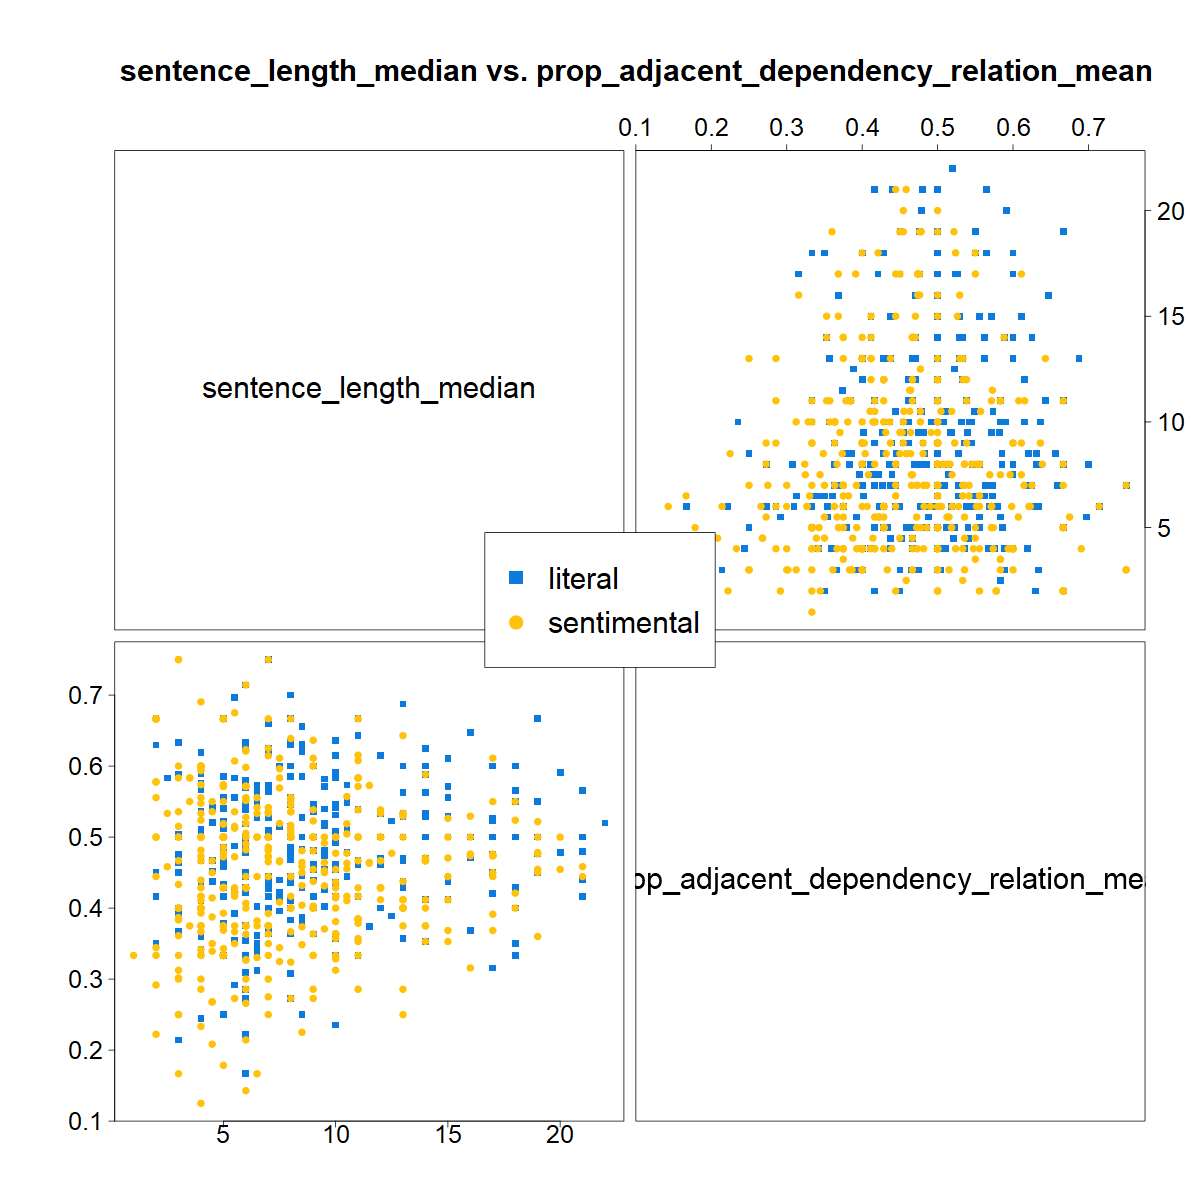 sentence_length_median vs. prop_adjacent_dependency_relation_mean
0.1 0.2 0.3 0.4 0.5 0.6 0.7
sentence_length_median
20
15
10
5
literal
sentimental
0.7
0.6
0.5
0.4
0.3
0.2
0.1
op_adjacent_dependency_relation_me
5 10 15 20